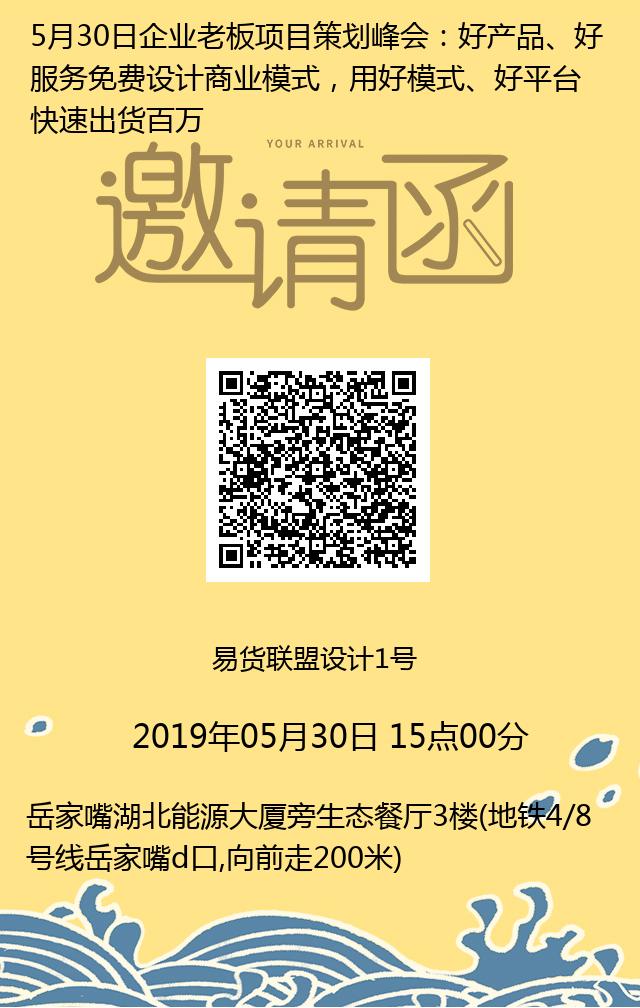 5月30日企业老板项目策划峰会：好产品、好
服务免费设计商业模式，用好模式、好平台
快速出货百万
YOUR ARRIVAL
邀请函
易货联盟设计1号
2019年05月30日 15点00分
岳家嘴湖北能源大厦旁生态餐厅3楼(地铁4/8
号线岳家嘴d口,向前走200米)